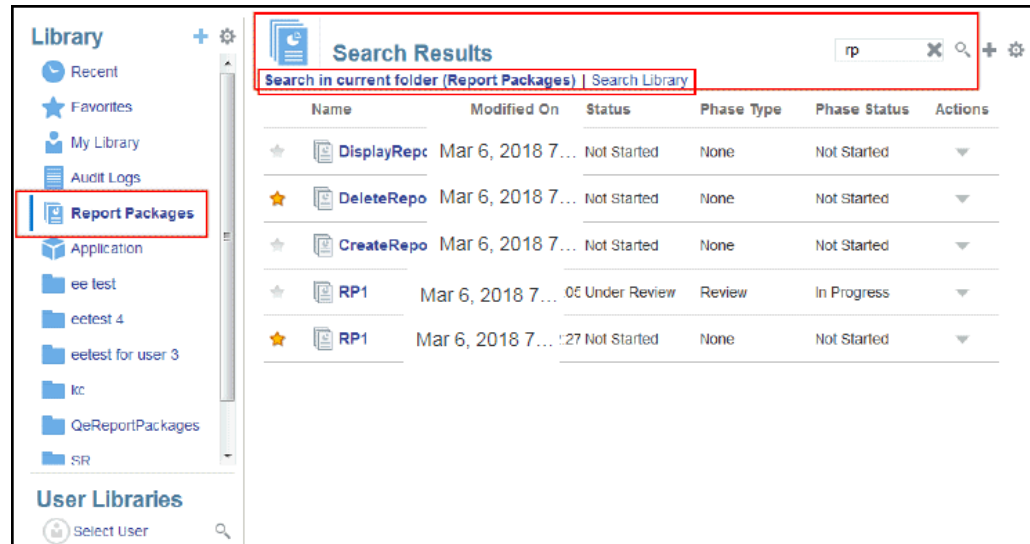 Library
Recent
Favorites
My Library
Audit Logs
Report Packages
Application
ee test
eetest 4
eetest for user 3
kc
QeReportPackages
SR
User Libraries
Select User
Search Results
rp
Search in current folder (Report Packages) | Search Library
Name Modified On Status Phase Type Phase Status Actions
DisplayRepc Mar 6, 2018 7... Not Started None Not Started
DeleteRepo Mar 6, 2018 7... Not Started None Not Started
CreateRepo Mar 6, 2018 7... Not Started None Not Started
RP1 Mar 6, 2018 7... Under Review Review In Progress
RP1 Mar 6, 2018 7... :27 Not Started None Not Started